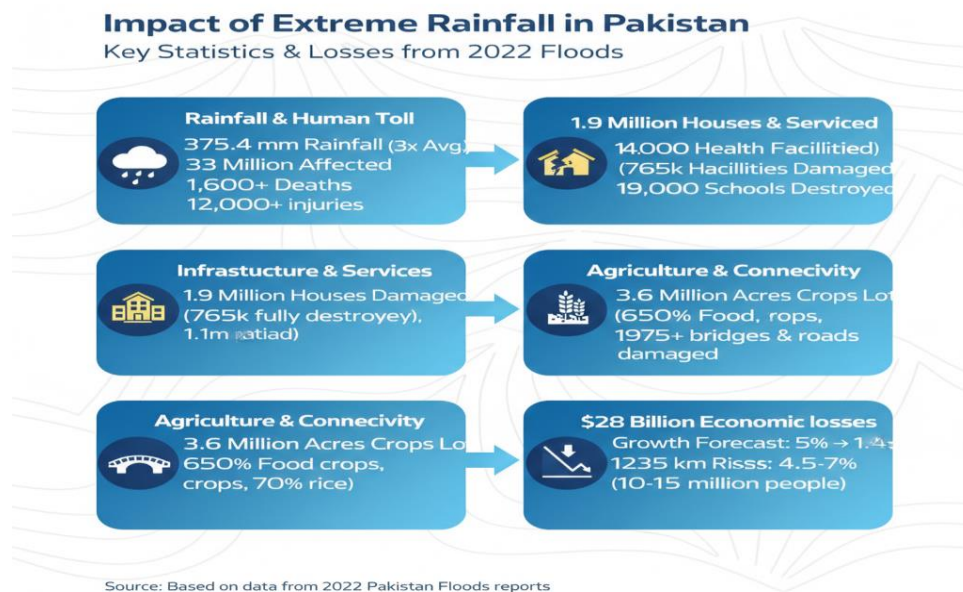 Impact of Extreme Rainfall in Pakistan
Key Statistics & Losses from 2022 Floods
Rainfall & Human Toll
375.4 mm Rainfall (3x Avg.
33 Million Affected
1,600+ Deaths
12,000+ injuries
1.9 Million Houses & Serviced
14.000 Health Facillitied)
(765k Hacillities Damaged
19,000 Schools Destroyed
Infrastucture & Services
1.9 Million Houses Damaged
(765k fully destroyey),
1.1m
Agriculture & Connecivity
3.6 Million Acres Crops Lot
(650% Food, rops,
1975+ bridges & roads
damaged
Agriculture & Connecivity
3.6 Million Acres Crops Lo
650% Food crops,
crops, 70% rice)
$28 Billion Economic losses
Growth Forecast: 5% →
1235 km Risss: 4.5-7%
(10-15 million people)
Source: Based on data from 2022 Pakistan Floods reports